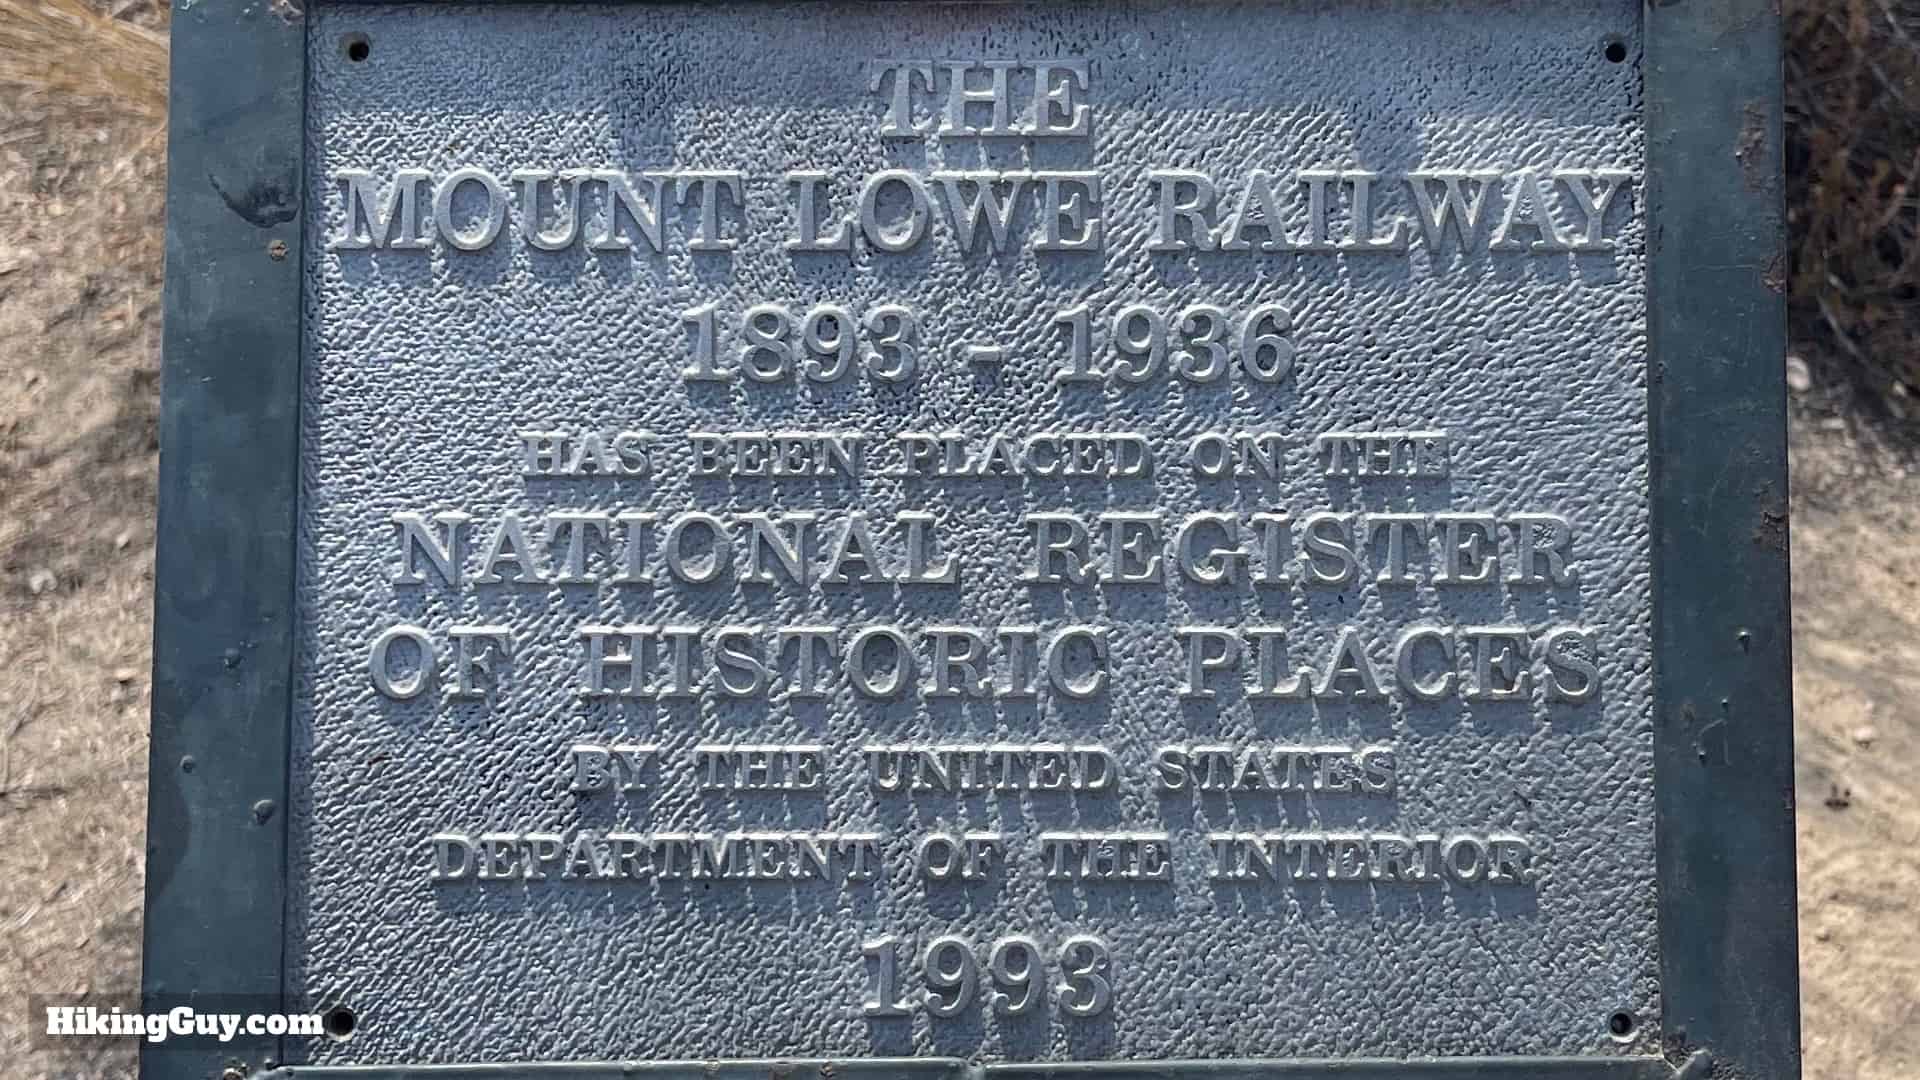 THE
MOUNT LOWE RAILWAY
1893 - 1936
HAS BEEN PLACED ON THE
NATIONAL REGISTER
OF HISTORIC PLACES
BY THE UNITED STATES
DEPARTMENT OF THE INTERIOR
1993
HikingGuy.com